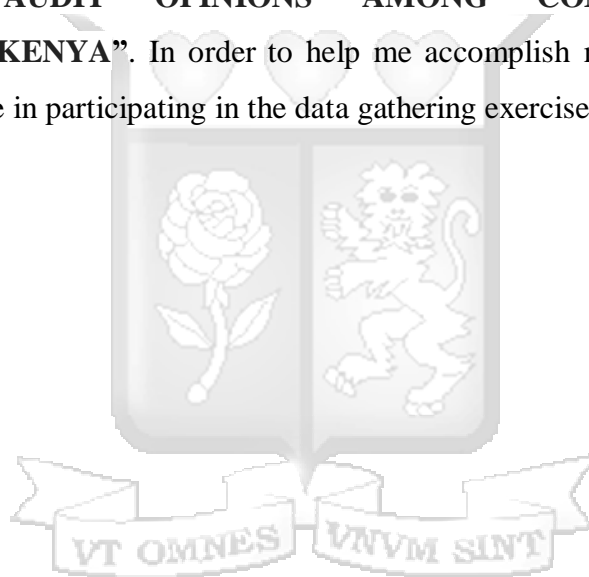 AUDIT OPINIONS AMONG
KENYA”. In order to help me accomplish
in participating in the data gathering exercise
VT OMNES VNVM SINT